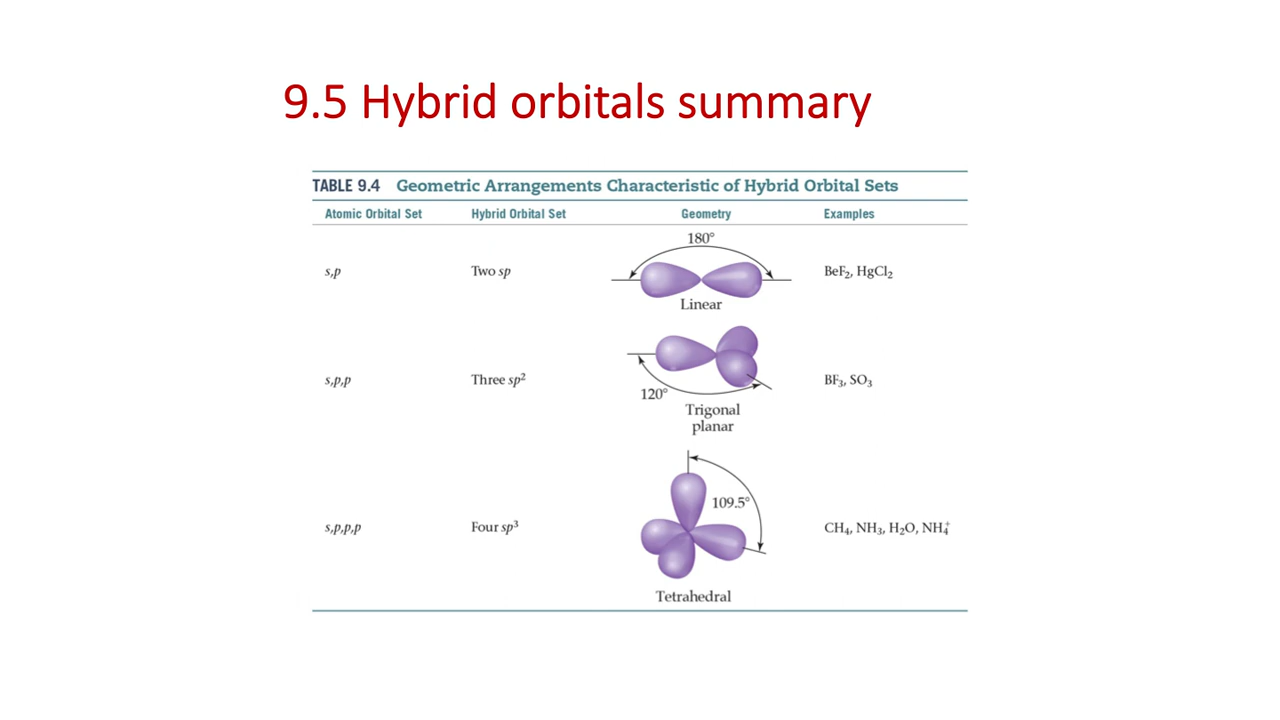 9.5 Hybrid orbitals summary
TABLE 9.4 Geometric Arrangements Characteristic of Hybrid Orbital Sets
Atomic Orbital Set Hybrid Orbital Set Geometry Examples
180°
s,p Two sp BeF₂, HgCl₂
Linear
s,p,p Three sp² BF₃, SO₃
120°
Trigonal
planar
109.5°
s,p,p,p Four sp³ CH₄, NH₃, H₂O, NH₄⁺
Tetrahedral